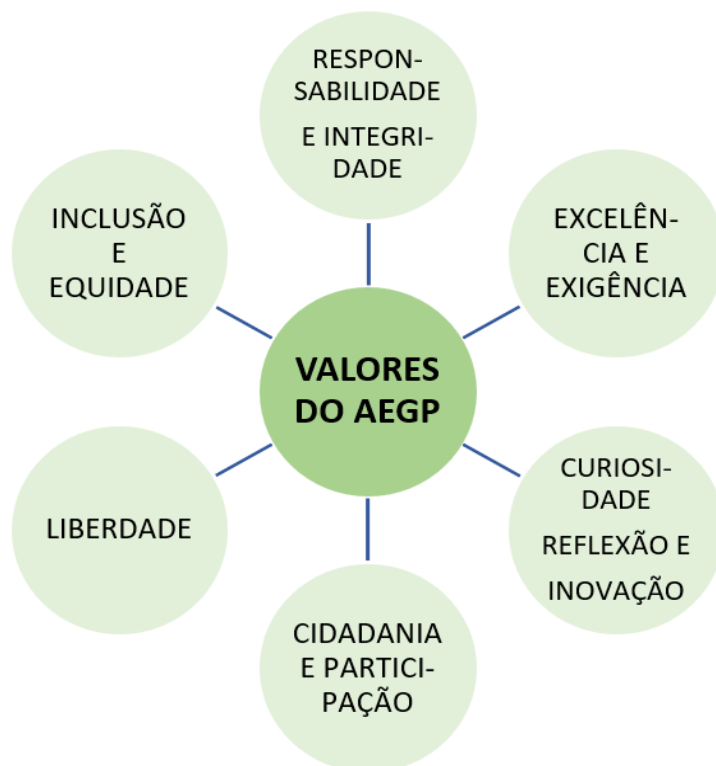 RESPON-
SABILIDADE
E INTEGRI-
DADE
EXCELÊN-
CIA E
EXIGÊNCIA
CURIOSI-
DADE
REFLEXÃO E
INOVAÇÃO
CIDADANIA
E PARTICI-
PAÇÃO
LIBERDADE
INCLUSÃO
E
EQUIDADE
VALORES
DO AEGP